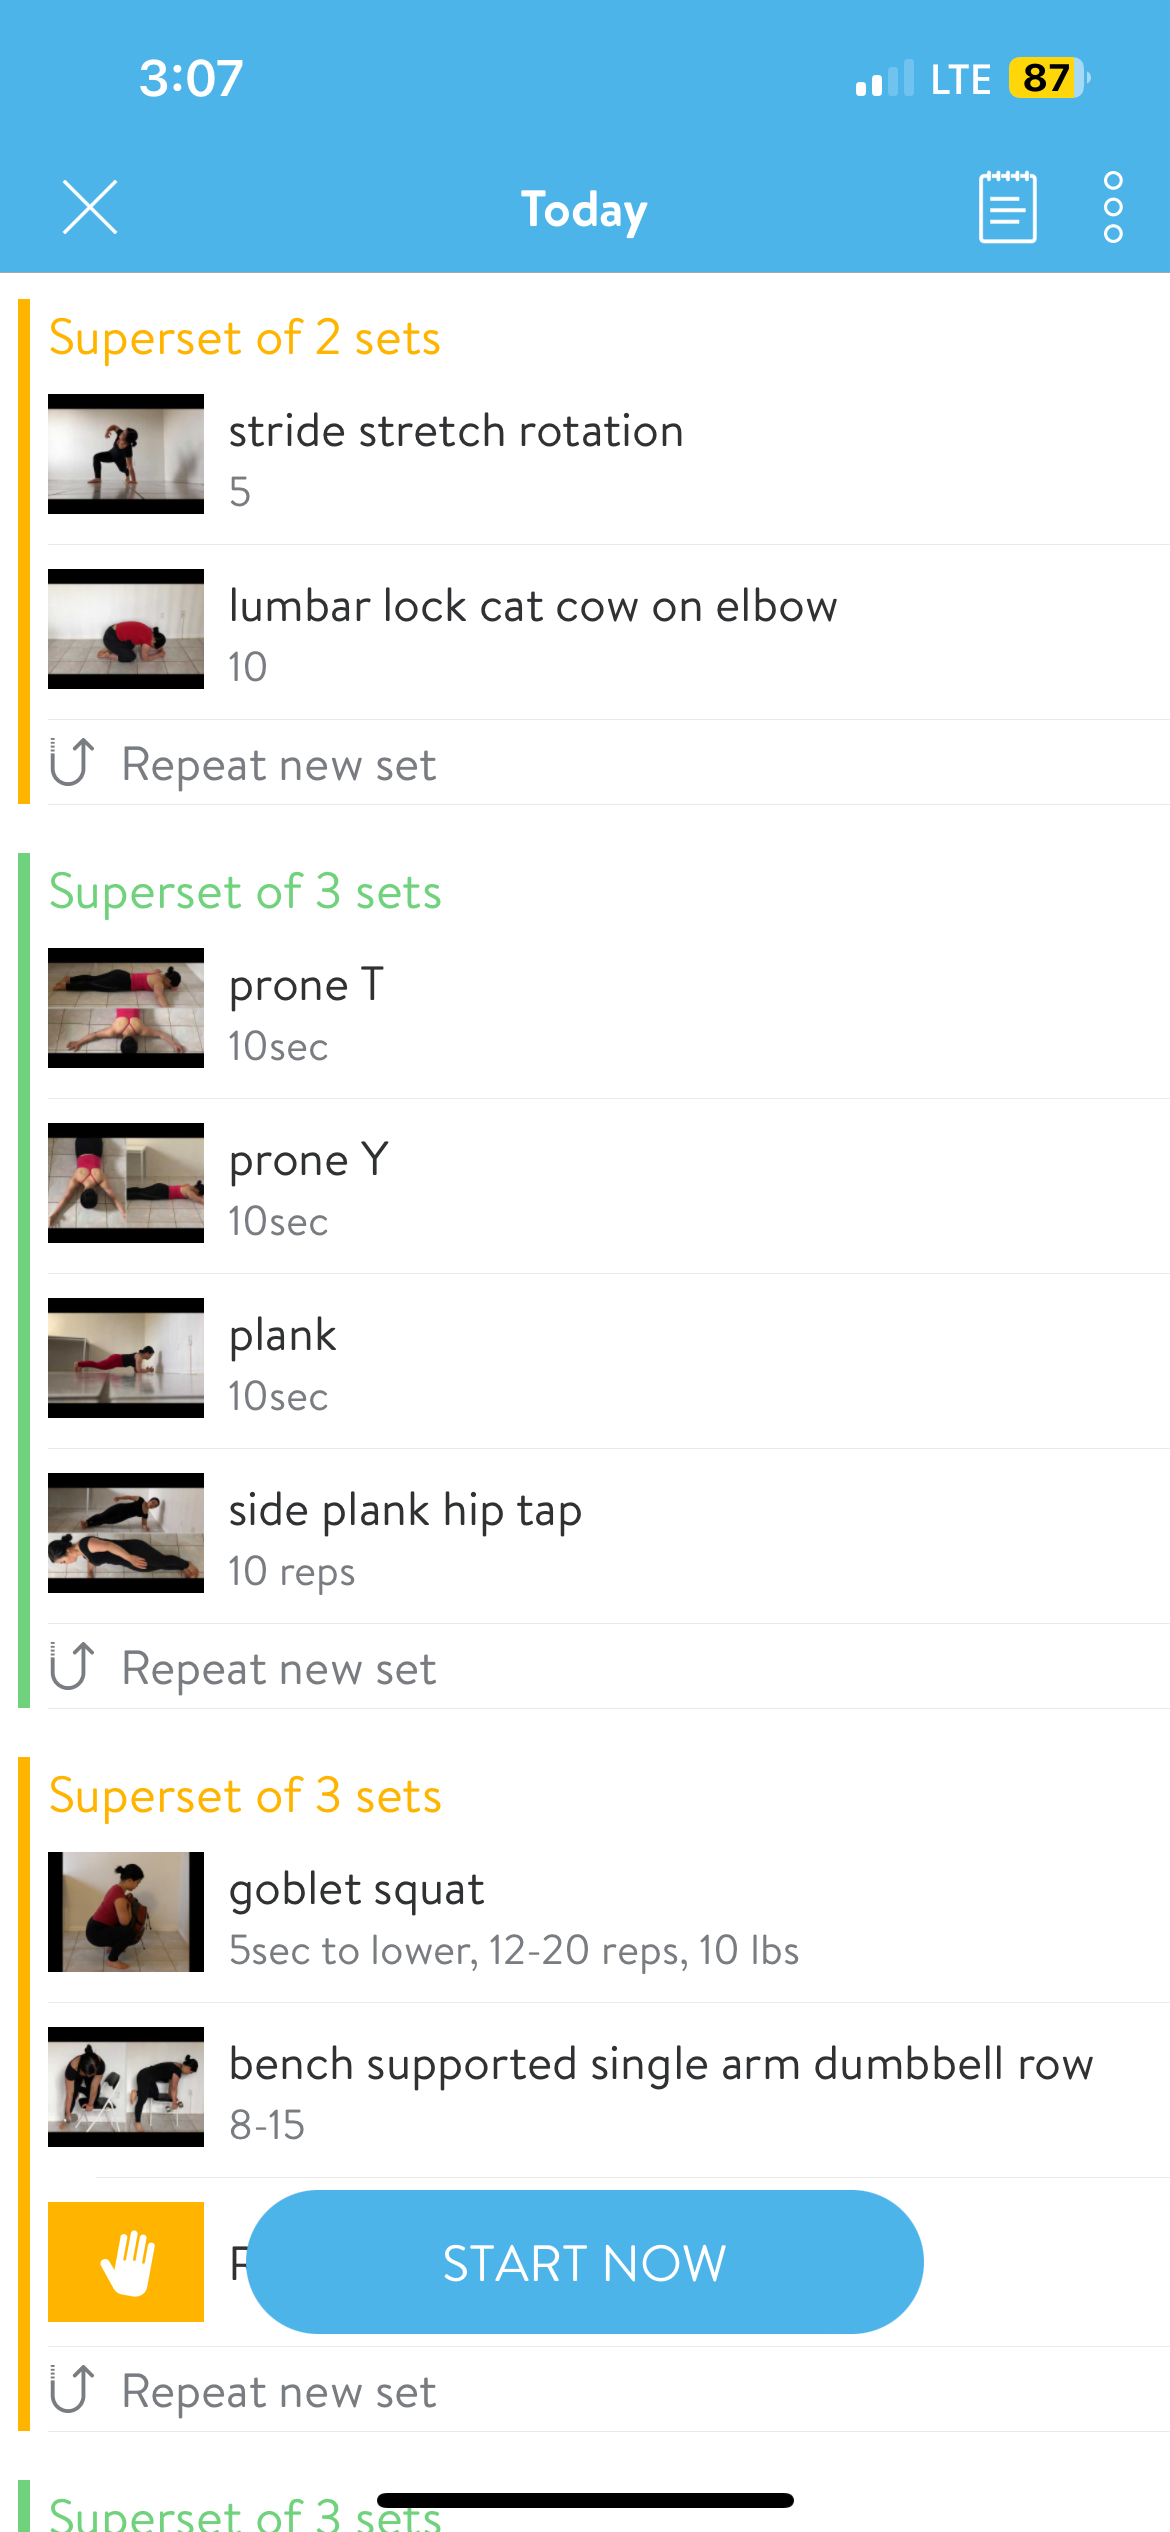 3:07
LTE 87
Today
Superset of 2 sets
stride stretch rotation
5
lumbar lock cat cow on elbow
10
Repeat new set
Superset of 3 sets
prone T
10sec
prone Y
10sec
plank
10sec
side plank hip tap
10 reps
Repeat new set
Superset of 3 sets
goblet squat
5sec to lower, 12-20 reps, 10 lbs
bench supported single arm dumbbell row
8-15
START NOW
Repeat new set
Superset of 3 sets